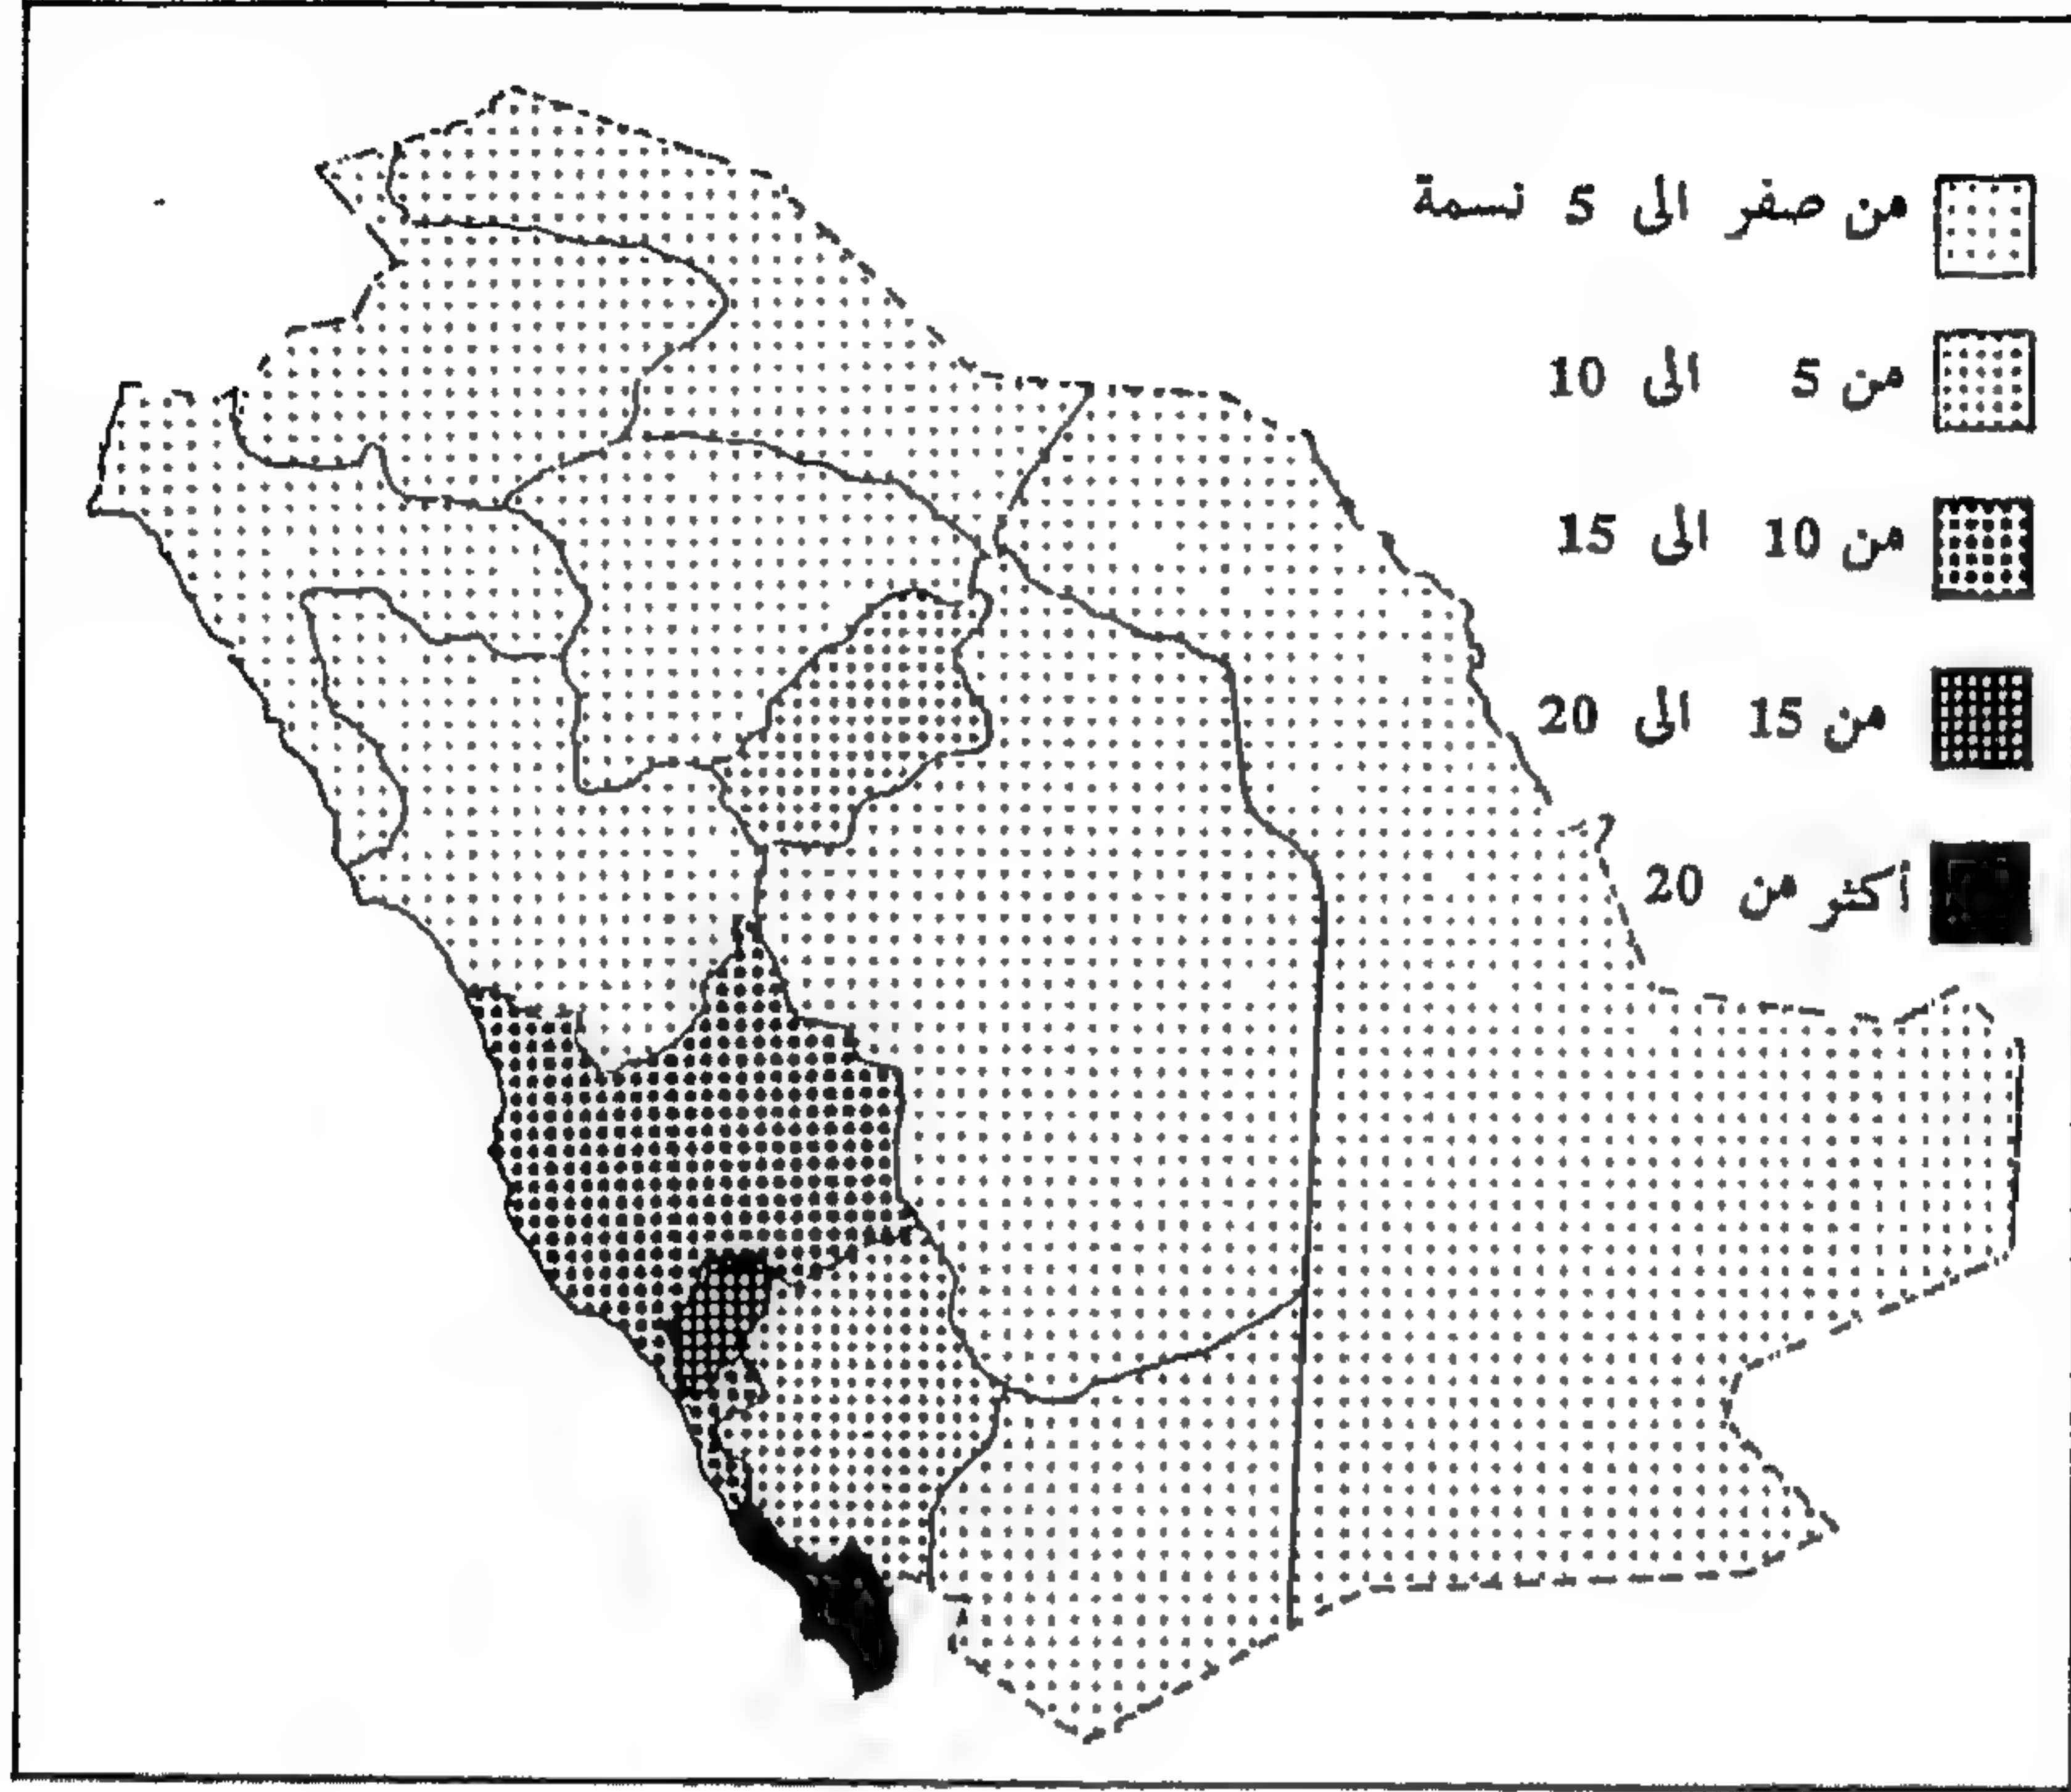 من صفر الى 5 نسمة
من 5 الى 10
من 10 الى 15
من 15 الى 20
اكثر من 20